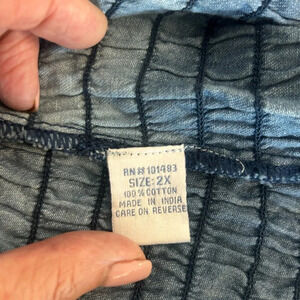 RN# 101483
SIZE: 2X
100% COTTON
MADE IN INDIA
CARE ON REVERSE